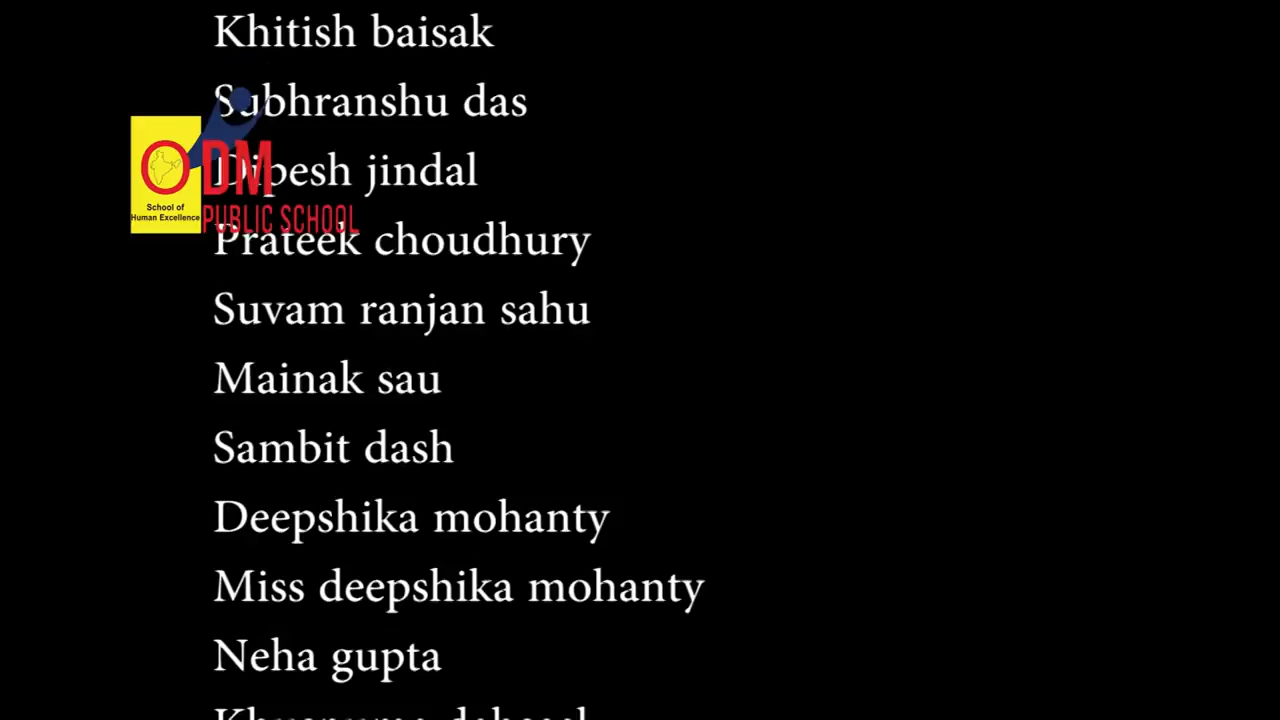 Khitish baisak
Subhranshu das
ODM
Dipesh jindal
School of
Human Excellence
PUBLIC SCHOOL
Prateek choudhury
Suvam ranjan sahu
Mainak sau
Sambit dash
Deepshika mohanty
Miss deepshika mohanty
Neha gupta